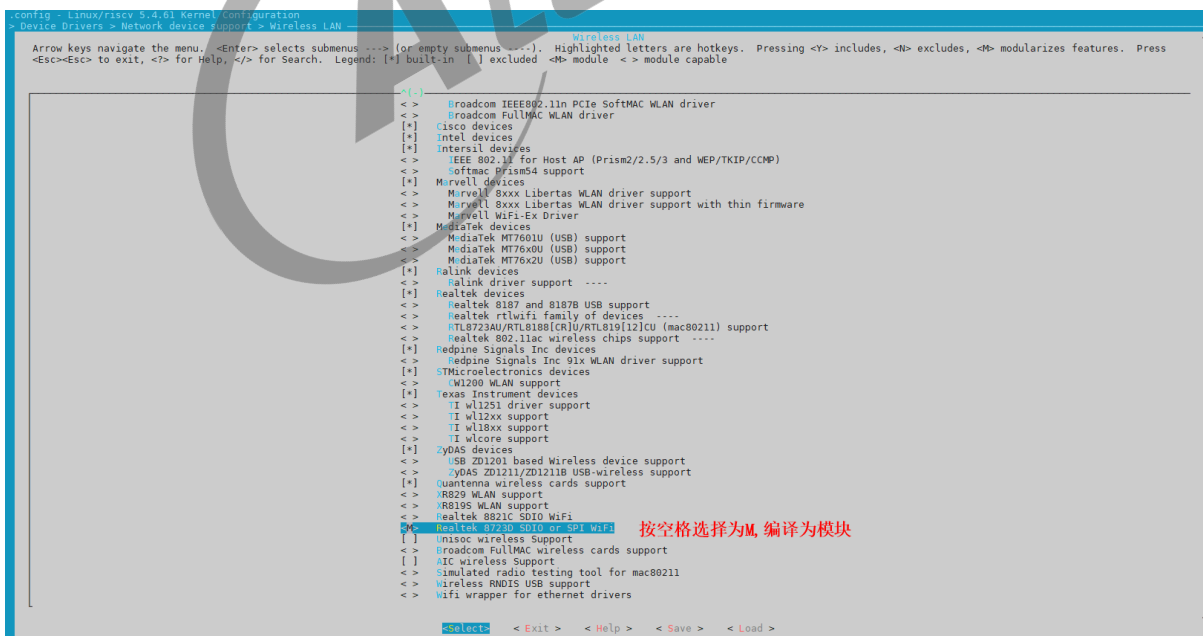 .config - Linux/riscv 5.4.61 Kernel Configuration
> Device Drivers > Network device support > Wireless LAN
Wireless LAN
Arrow keys navigate the menu. <Enter> selects submenus ---> (or empty submenus ----). Highlighted letters are hotkeys. Pressing <Y> includes, <N> excludes, <M> modularizes features. Press
<Esc><Esc> to exit, <?> for Help, </> for Search. Legend: [*] built-in [ ] excluded <M> module < > module capable
^(-)
< > Broadcom IEEE802.11n PCIe SoftMAC WLAN driver
< > Broadcom FullMAC WLAN driver
[*] Cisco devices
[*] Intel devices
[*] Intersil devices
< > IEEE 802.11 for Host AP (Prism2/2.5/3 and WEP/TKIP/CCMP)
< > Softmac Prism54 support
[*] Marvell devices
< > Marvell 8xxx Libertas WLAN driver support
< > Marvell 8xxx Libertas WLAN driver support with thin firmware
< > Marvell WiFi-Ex Driver
[*] MediaTek devices
< > MediaTek MT7601U (USB) support
< > MediaTek MT76x0U (USB) support
< > MediaTek MT76x2U (USB) support
[*] Ralink devices
< > Ralink driver support ----
[*] Realtek devices
< > Realtek 8187 and 8187B USB support
< > Realtek rtlwifi family of devices ----
< > RTL8723AU/RTL8188[CR]U/RTL819[12]CU (mac80211) support
< > Realtek 802.11ac wireless chips support ----
[*] Redpine Signals Inc devices
< > Redpine Signals Inc 91x WLAN driver support
[*] STMicroelectronics devices
< > CW1200 WLAN support
[*] Texas Instrument devices
< > TI wl1251 driver support
< > TI wl12xx support
< > TI wl18xx support
< > TI wlcore support
[*] ZyDAS devices
< > USB ZD1201 based Wireless device support
< > ZyDAS ZD1211/ZD1211B USB-wireless support
[*] Quantenna wireless cards support
< > XR829 WLAN support
< > XR819S WLAN support
< > Realtek 8821C SDIO WiFi
<M> Realtek 8723D SDIO or SPI WiFi 按空格选择为M,编译为模块
[ ] Unisoc wireless Support
< > Broadcom FullMAC wireless cards support
[ ] AIC wireless Support
< > Simulated radio testing tool for mac80211
< > Wireless RNDIS USB support
< > Wifi wrapper for ethernet drivers
<Select> < Exit > < Help > < Save > < Load >